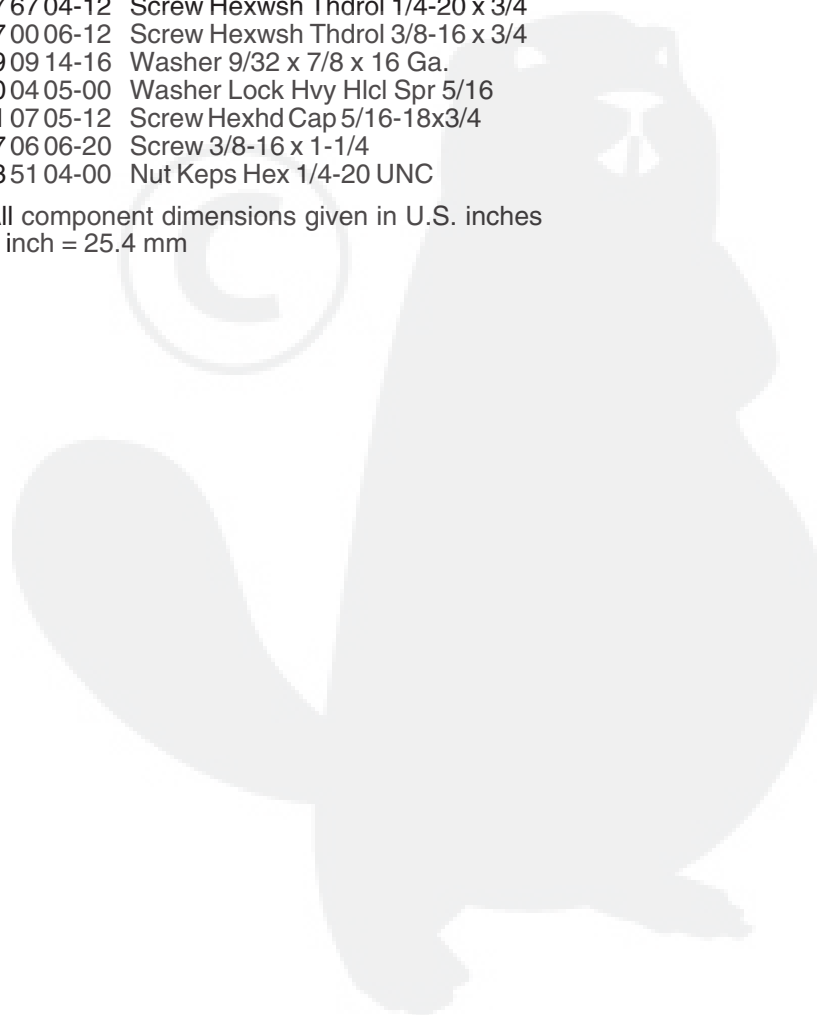 7 67 04-12 Screw Hexwsh Thdrol 1/4-20 x 3/4
7 00 06-12 Screw Hexwsh Thdrol 3/8-16 x 3/4
9 09 14-16 Washer 9/32 x 7/8 x 16 Ga.
0 04 05-00 Washer Lock Hvy Hlcl Spr 5/16
1 07 05-12 Screw Hexhd Cap 5/16-18x3/4
7 06 06-20 Screw 3/8-16 x 1-1/4
3 51 04-00 Nut Keps Hex 1/4-20 UNC
All component dimensions given in U.S. inches
inch = 25.4 mm
©